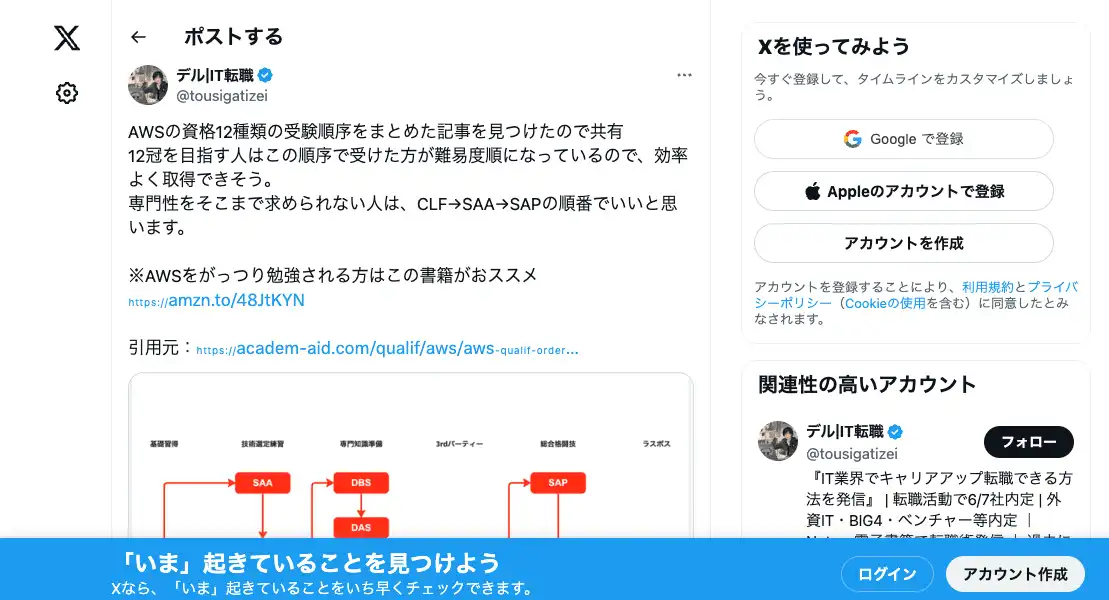 ポストする
デル|IT転職
@tousigatizei
AWSの資格12種類の受験順序をまとめた記事を見つけたので共有
12冠を目指す人はこの順序で受けた方が難易度順になっているので、効率
よく取得できそう。
専門性をそこまで求められない人は、CLF→SAA→SAPの順番でいいと思
います。
※AWSをがっつり勉強される方はこの書籍がおススメ
https://amzn.to/48JtKYN
引用元：https://academ-aid.com/qualif/aws/aws-qualif-order…
基礎習得 技術選定練習 専門知識準備 3rdパーティー 総合格闘技 ラスボス
SAA DBS SAP
DAS
Xを使ってみよう
今すぐ登録して、タイムラインをカスタマイズしましょ
う。
Google で登録
Appleのアカウントで登録
アカウントを作成
アカウントを登録することにより、利用規約とプライバ
シーポリシー（Cookieの使用を含む）に同意したとみ
なされます。
関連性の高いアカウント
デル|IT転職
@tousigatizei
フォロー
『IT業界でキャリアアップ転職できる方
法を発信』 | 転職活動で6/7社内定 | 外
資IT・BIG4・ベンチャー等内定 ｜
「いま」起きていることを見つけよう
Xなら、「いま」起きていることをいち早くチェックできます。
ログイン
アカウント作成